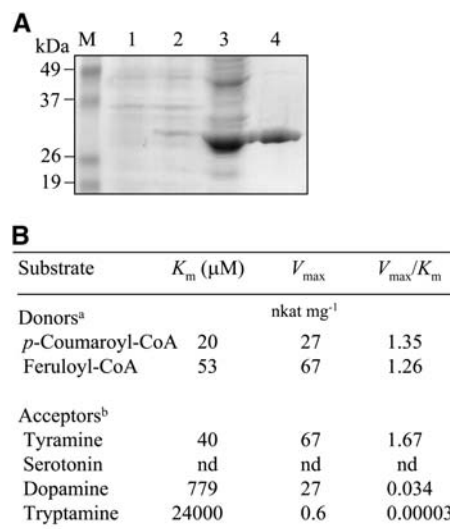 A
kDa M 1 2 3 4
49
37
26
19
B
Substrate Km (µM) Vmax Vmax/Km
Donorsa nkat mg-1
p-Coumaroyl-CoA 20 27 1.35
Feruloyl-CoA 53 67 1.26
Acceptorsb
Tyramine 40 67 1.67
Serotonin nd nd nd
Dopamine 779 27 0.034
Tryptamine 24000 0.6 0.00003